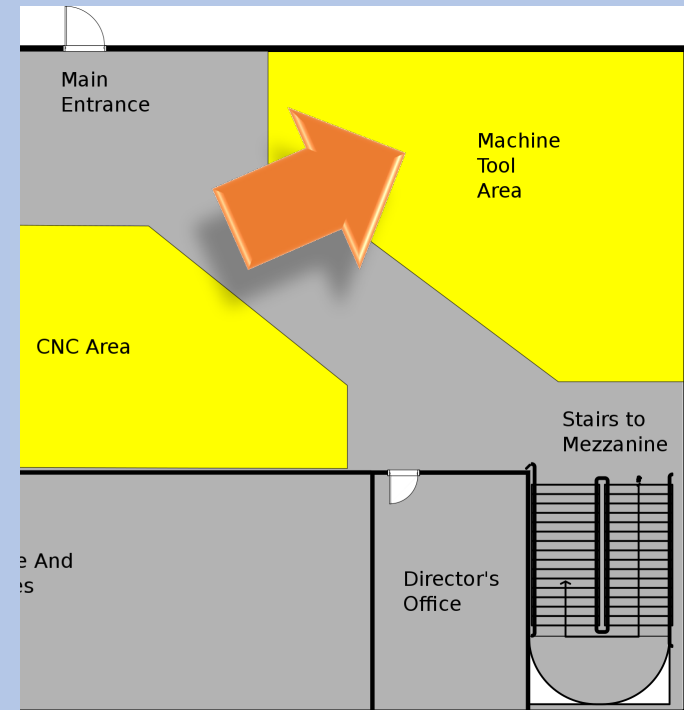 Main
Entrance
Machine
Tool
Area
CNC Area
Stairs to
Mezzanine
e And
es
Director's
Office